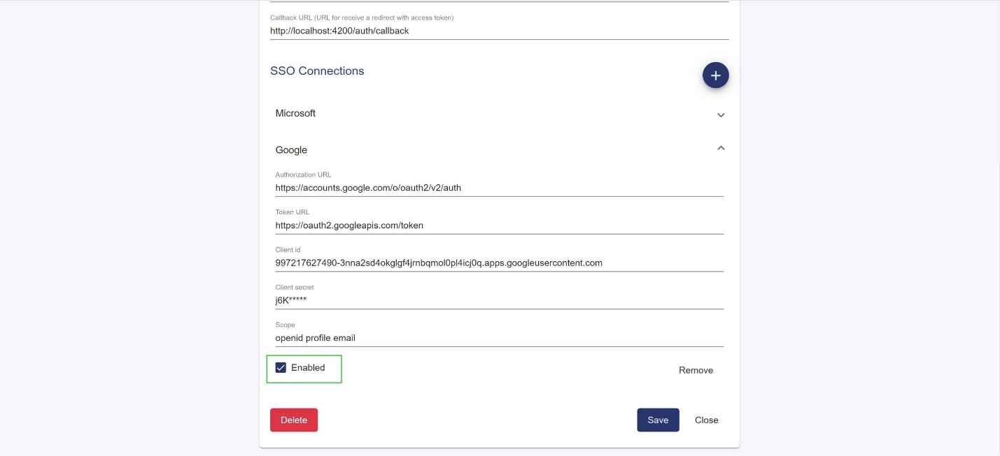 Callback URL (URL for receive a redirect with access token)
http://localhost:4200/auth/callback
SSO Connections
Microsoft
Google
Authorization URL
https://accounts.google.com/o/oauth2/v2/auth
Token URL
https://oauth2.googleapis.com/token
Client id
997217627490-3nna2sd4okglgf4jrnbqmol0pl4icj0q.apps.googleusercontent.com
Client secret
j6K*****
Scope
openid profile email
Enabled
Remove
Delete
Save
Close